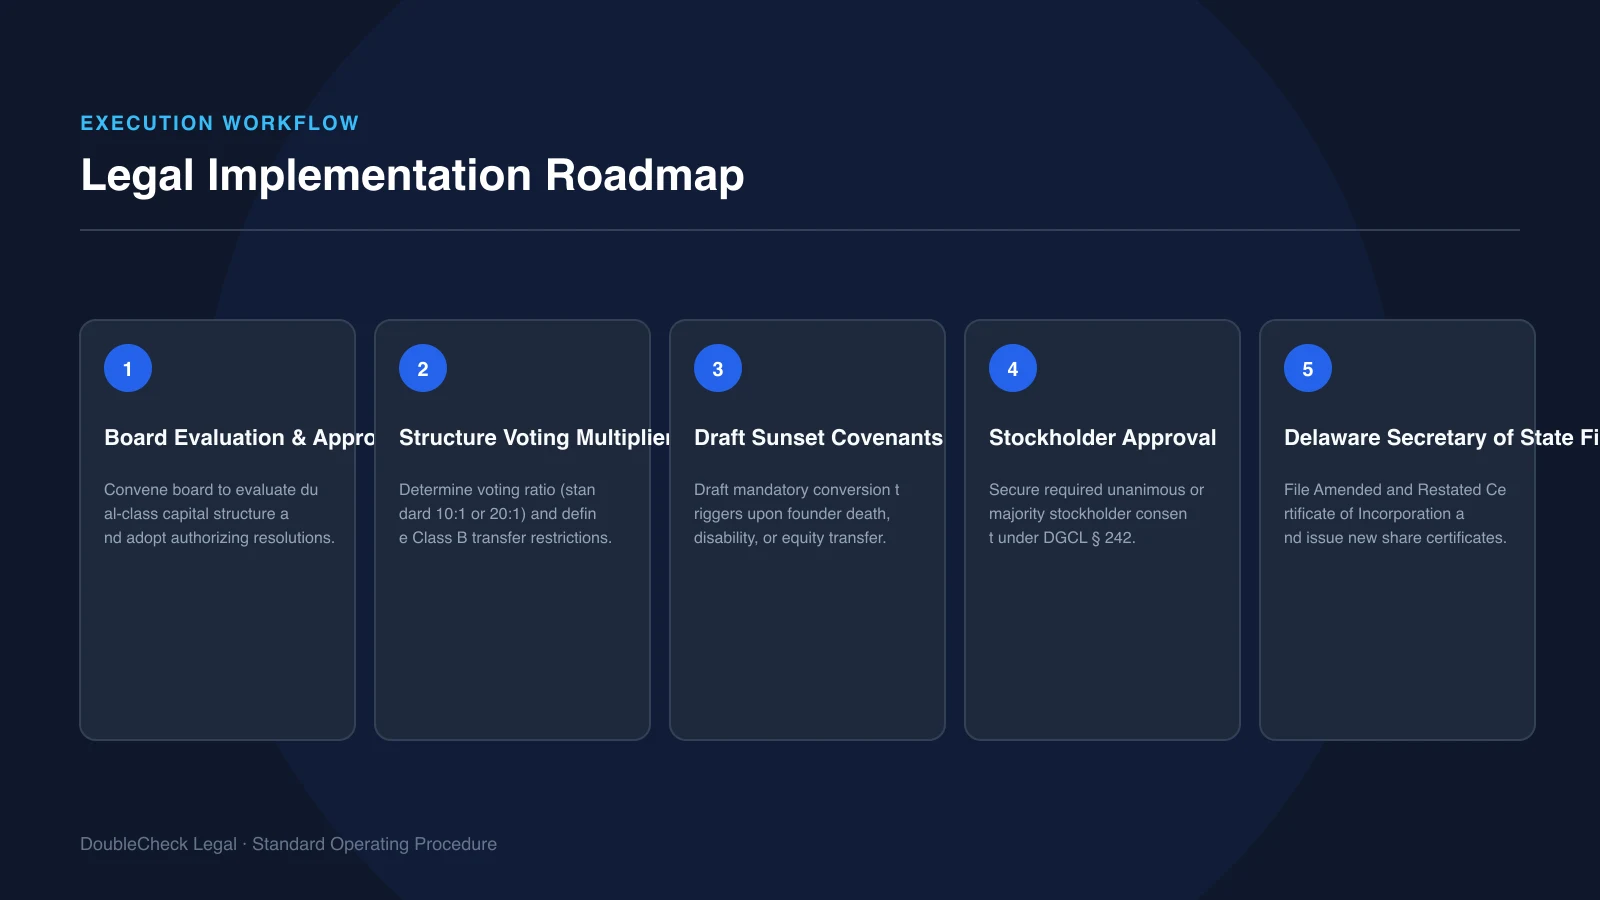 EXECUTION WORKFLOW
Legal Implementation Roadmap
1
Board Evaluation & Appro
Convene board to evaluate du
al-class capital structure a
nd adopt authorizing resolutions.
2
Structure Voting Multiplier
Determine voting ratio (stan
dard 10:1 or 20:1) and defin
e Class B transfer restrictions.
3
Draft Sunset Covenants
Draft mandatory conversion t
riggers upon founder death,
disability, or equity transfer.
4
Stockholder Approval
Secure required unanimous or
majority stockholder consen
t under DGCL § 242.
5
Delaware Secretary of State Fi
File Amended and Restated Ce
rtificate of Incorporation a
nd issue new share certificates.
DoubleCheck Legal · Standard Operating Procedure